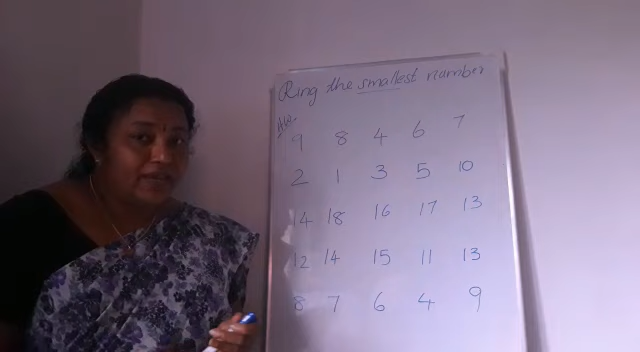 Ring the smallest number
9 8 4 6 7
2 1 3 5 10
14 18 16 17 13
12 14 15 11 13
8 7 6 4 9